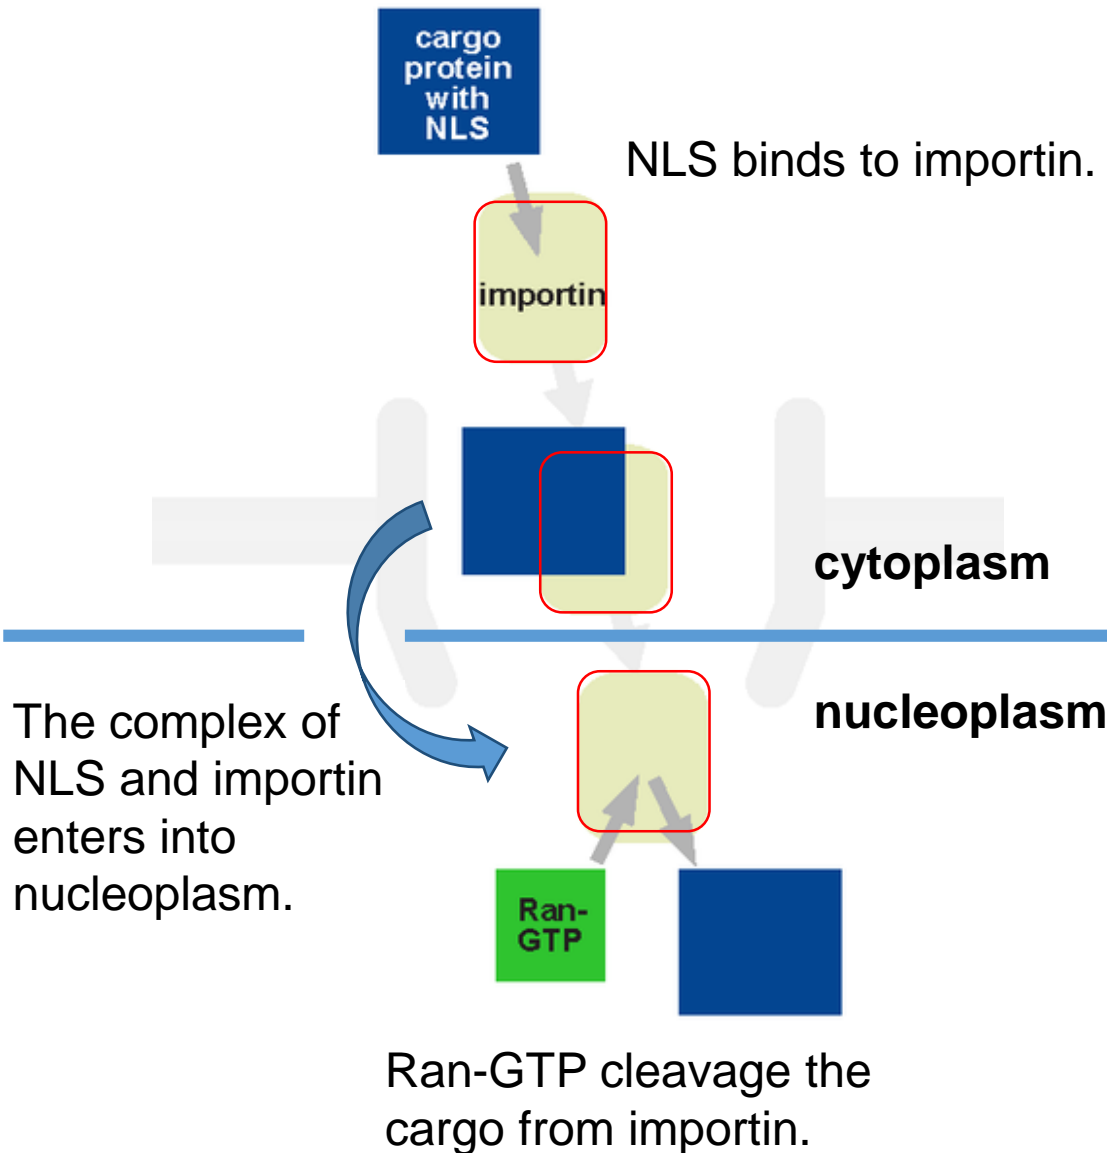 cargo
protein
with
NLS
NLS binds to importin.
importin
cytoplasm
nucleoplasm
The complex of
NLS and importin
enters into
nucleoplasm.
Ran-
GTP
Ran-GTP cleavage the
cargo from importin.